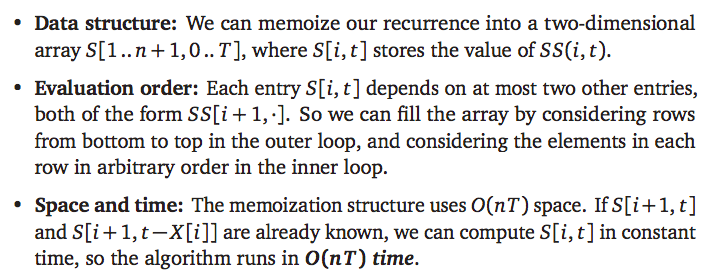 • Data structure: We can memoize our recurrence into a two-dimensional
array S[1..n+1,0..T], where S[i,t] stores the value of SS(i,t).
• Evaluation order: Each entry S[i,t] depends on at most two other entries,
both of the form SS[i+1,·]. So we can fill the array by considering rows
from bottom to top in the outer loop, and considering the elements in each
row in arbitrary order in the inner loop.
• Space and time: The memoization structure uses O(nT) space. If S[i+1,t]
and S[i+1,t−X[i]] are already known, we can compute S[i,t] in constant
time, so the algorithm runs in O(nT) time.